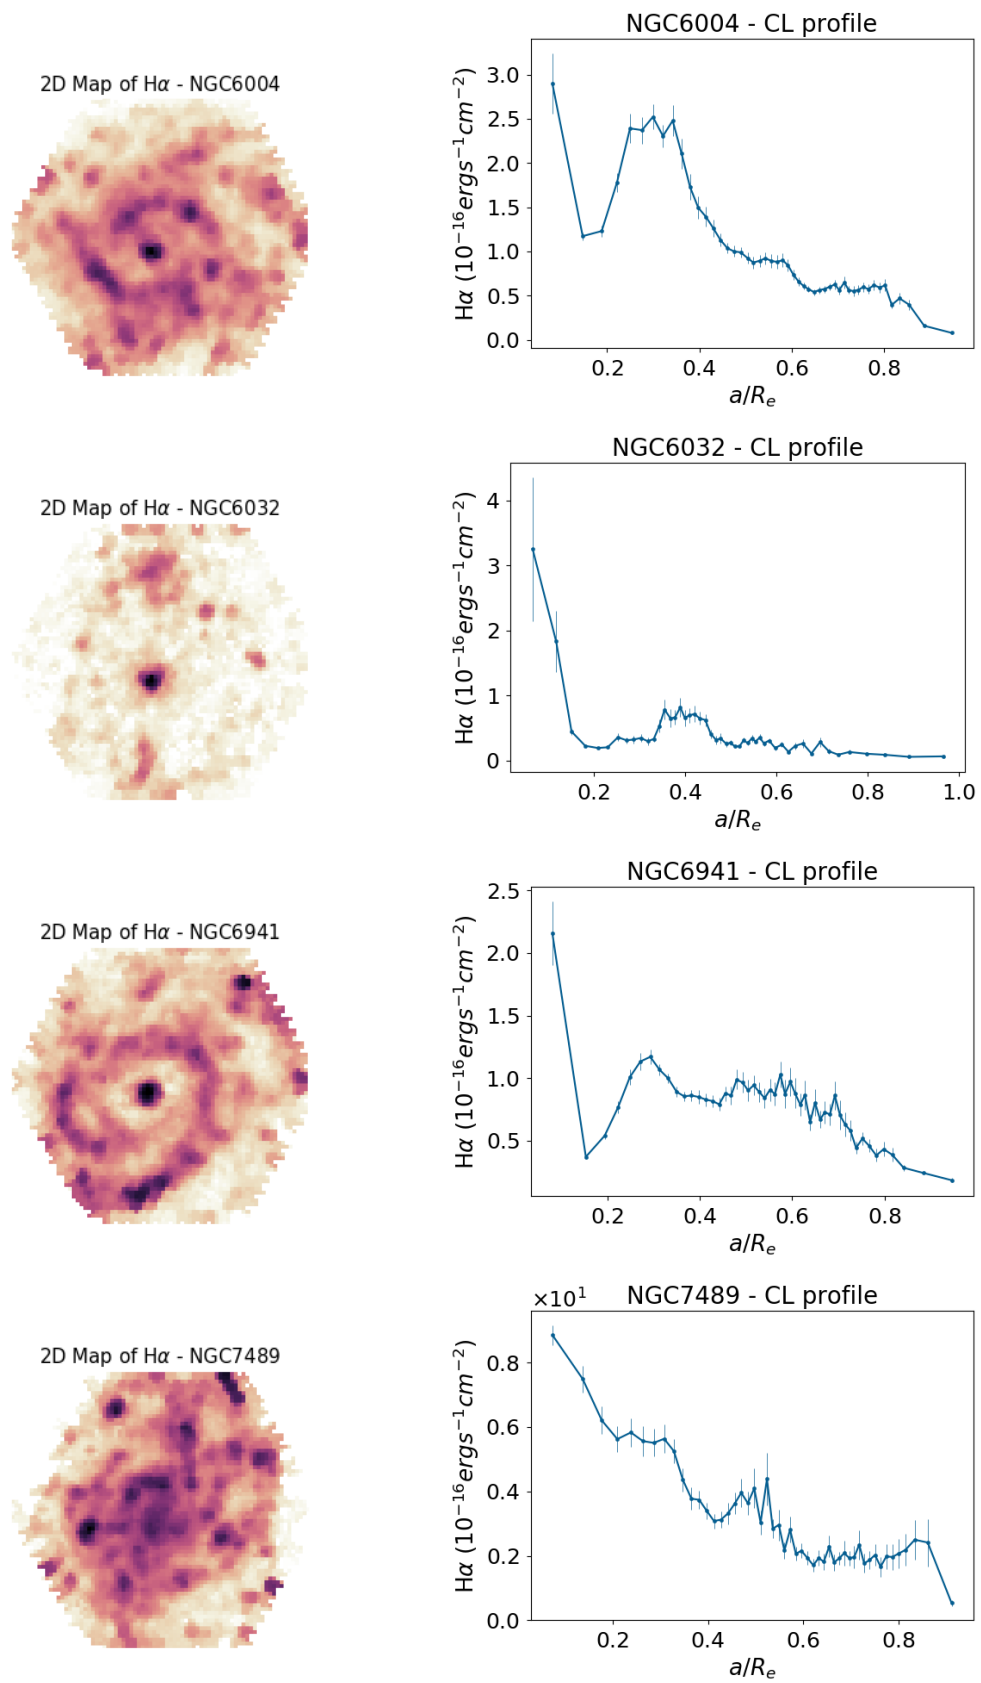 NGC6004 - CL profile
2D Map of Hα - NGC6004
3.0
2.5
2.0
1.5
1.0
0.5
0.0
Hα (10⁻¹⁶ergs⁻¹cm⁻²)
0.2 0.4 0.6 0.8
a/Rₑ
NGC6032 - CL profile
2D Map of Hα - NGC6032
4
3
2
1
0
Hα (10⁻¹⁶ergs⁻¹cm⁻²)
0.2 0.4 0.6 0.8 1.0
a/Rₑ
NGC6941 - CL profile
2D Map of Hα - NGC6941
2.5
2.0
1.5
1.0
0.5
Hα (10⁻¹⁶ergs⁻¹cm⁻²)
0.2 0.4 0.6 0.8
a/Rₑ
×10¹ NGC7489 - CL profile
2D Map of Hα - NGC7489
0.8
0.6
0.4
0.2
0.0
Hα (10⁻¹⁶ergs⁻¹cm⁻²)
0.2 0.4 0.6 0.8
a/Rₑ